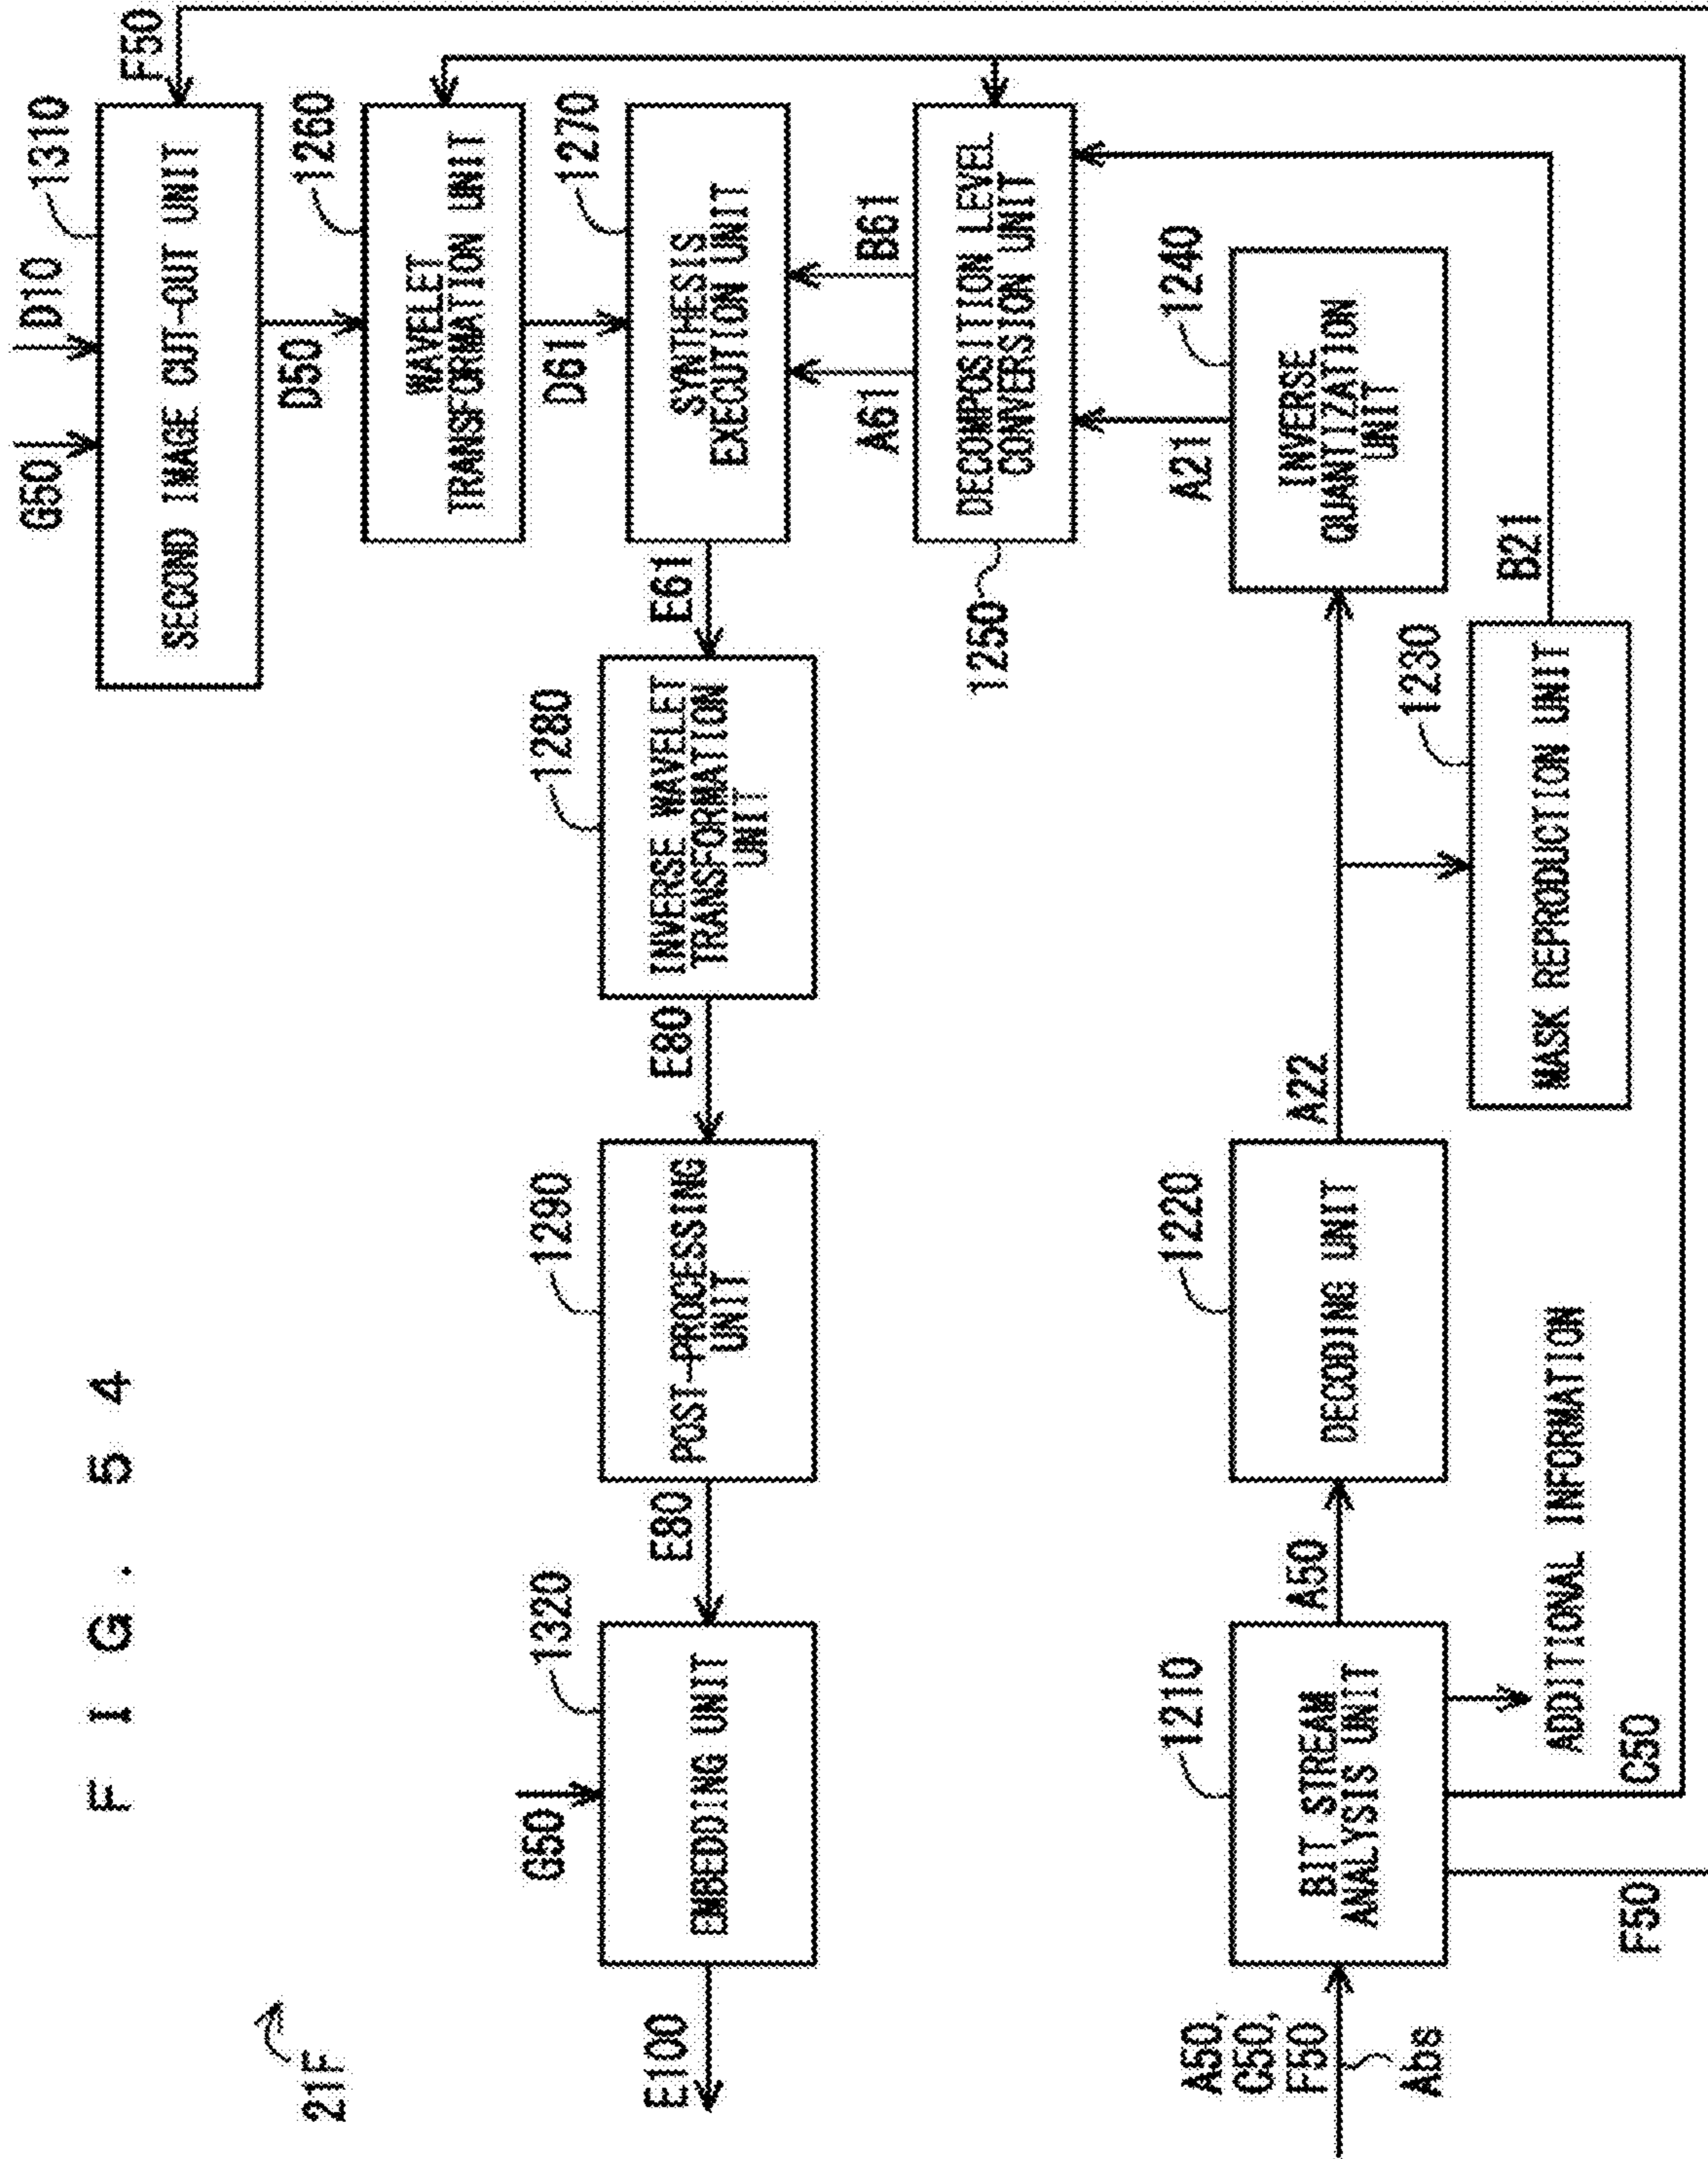 FIG. 54
21F
E100
G50
1320
EMBEDDING UNIT
E80
1290
POST-PROCESSING
UNIT
E80
1280
INVERSE WAVELET
TRANSFORMATION
UNIT
E61
G50
D10
1310
F50
SECOND IMAGE CUT-OUT UNIT
D50
1260
WAVELET
TRANSFORMATION UNIT
D61
1270
SYNTHESIS
EXECUTION UNIT
A61
B61
1250
DECOMPOSITION LEVEL
CONVERSION UNIT
A21
1240
INVERSE
QUANTIZATION
UNIT
A50,
C50,
F50
Abs
1210
BIT STREAM
ANALYSIS UNIT
A50
1220
DECODING UNIT
A22
1230
MASK REPRODUCTION UNIT
B21
ADDITIONAL INFORMATION
C50
F50